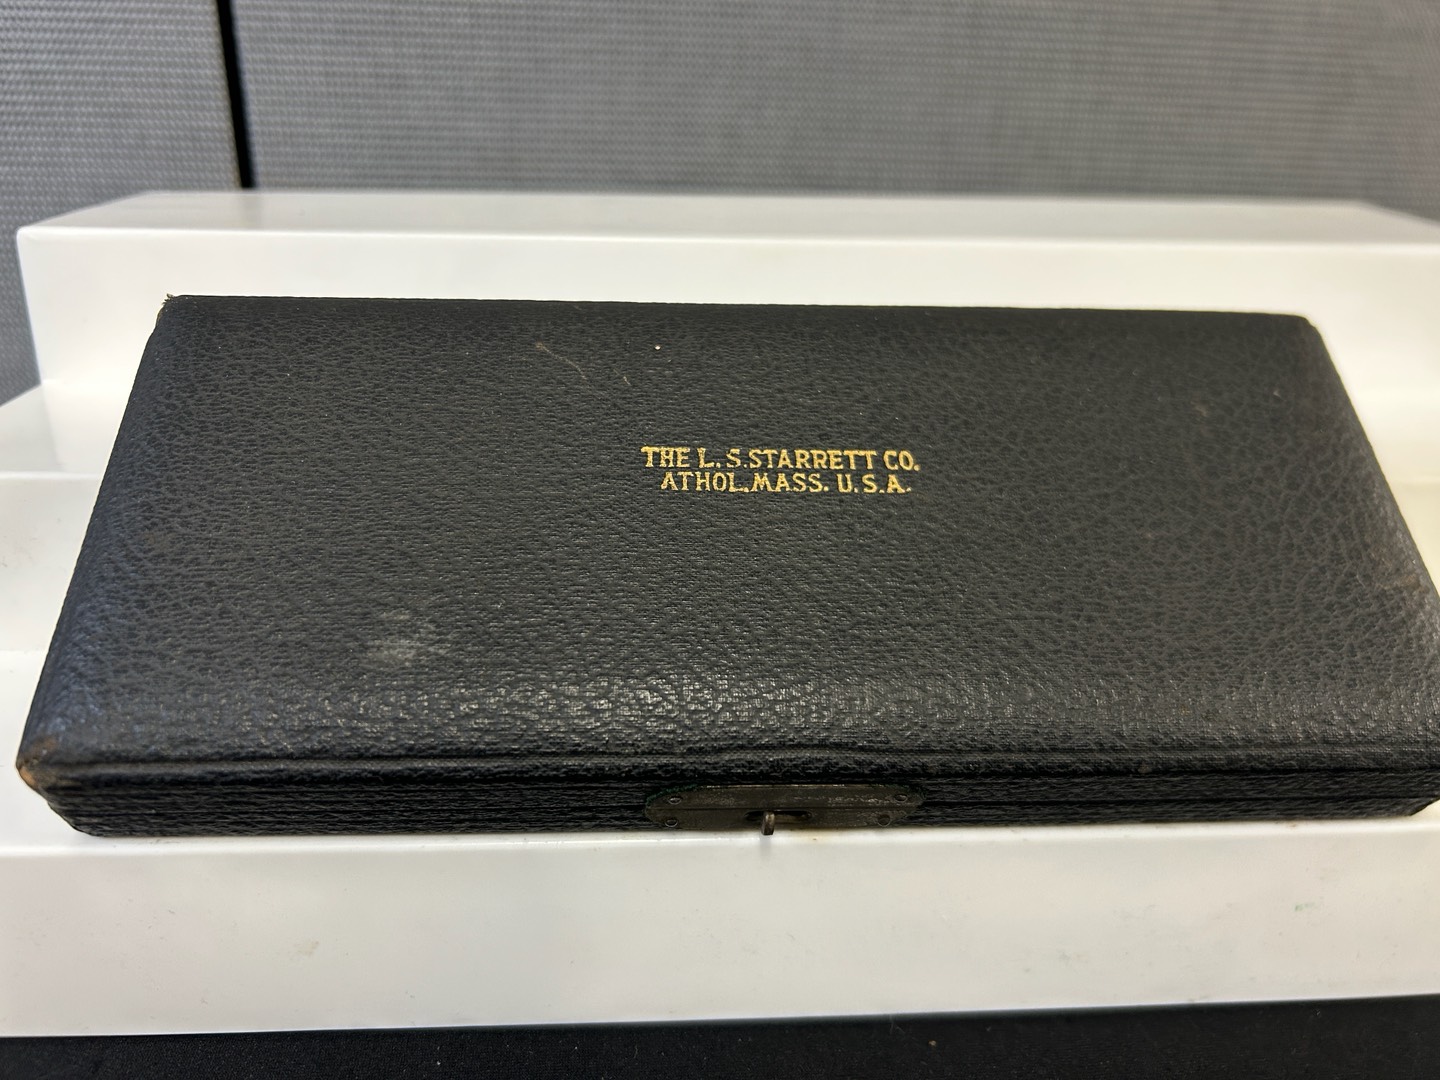 THE L. S. STARRETT CO.
ATHOL, MASS. U.S.A.